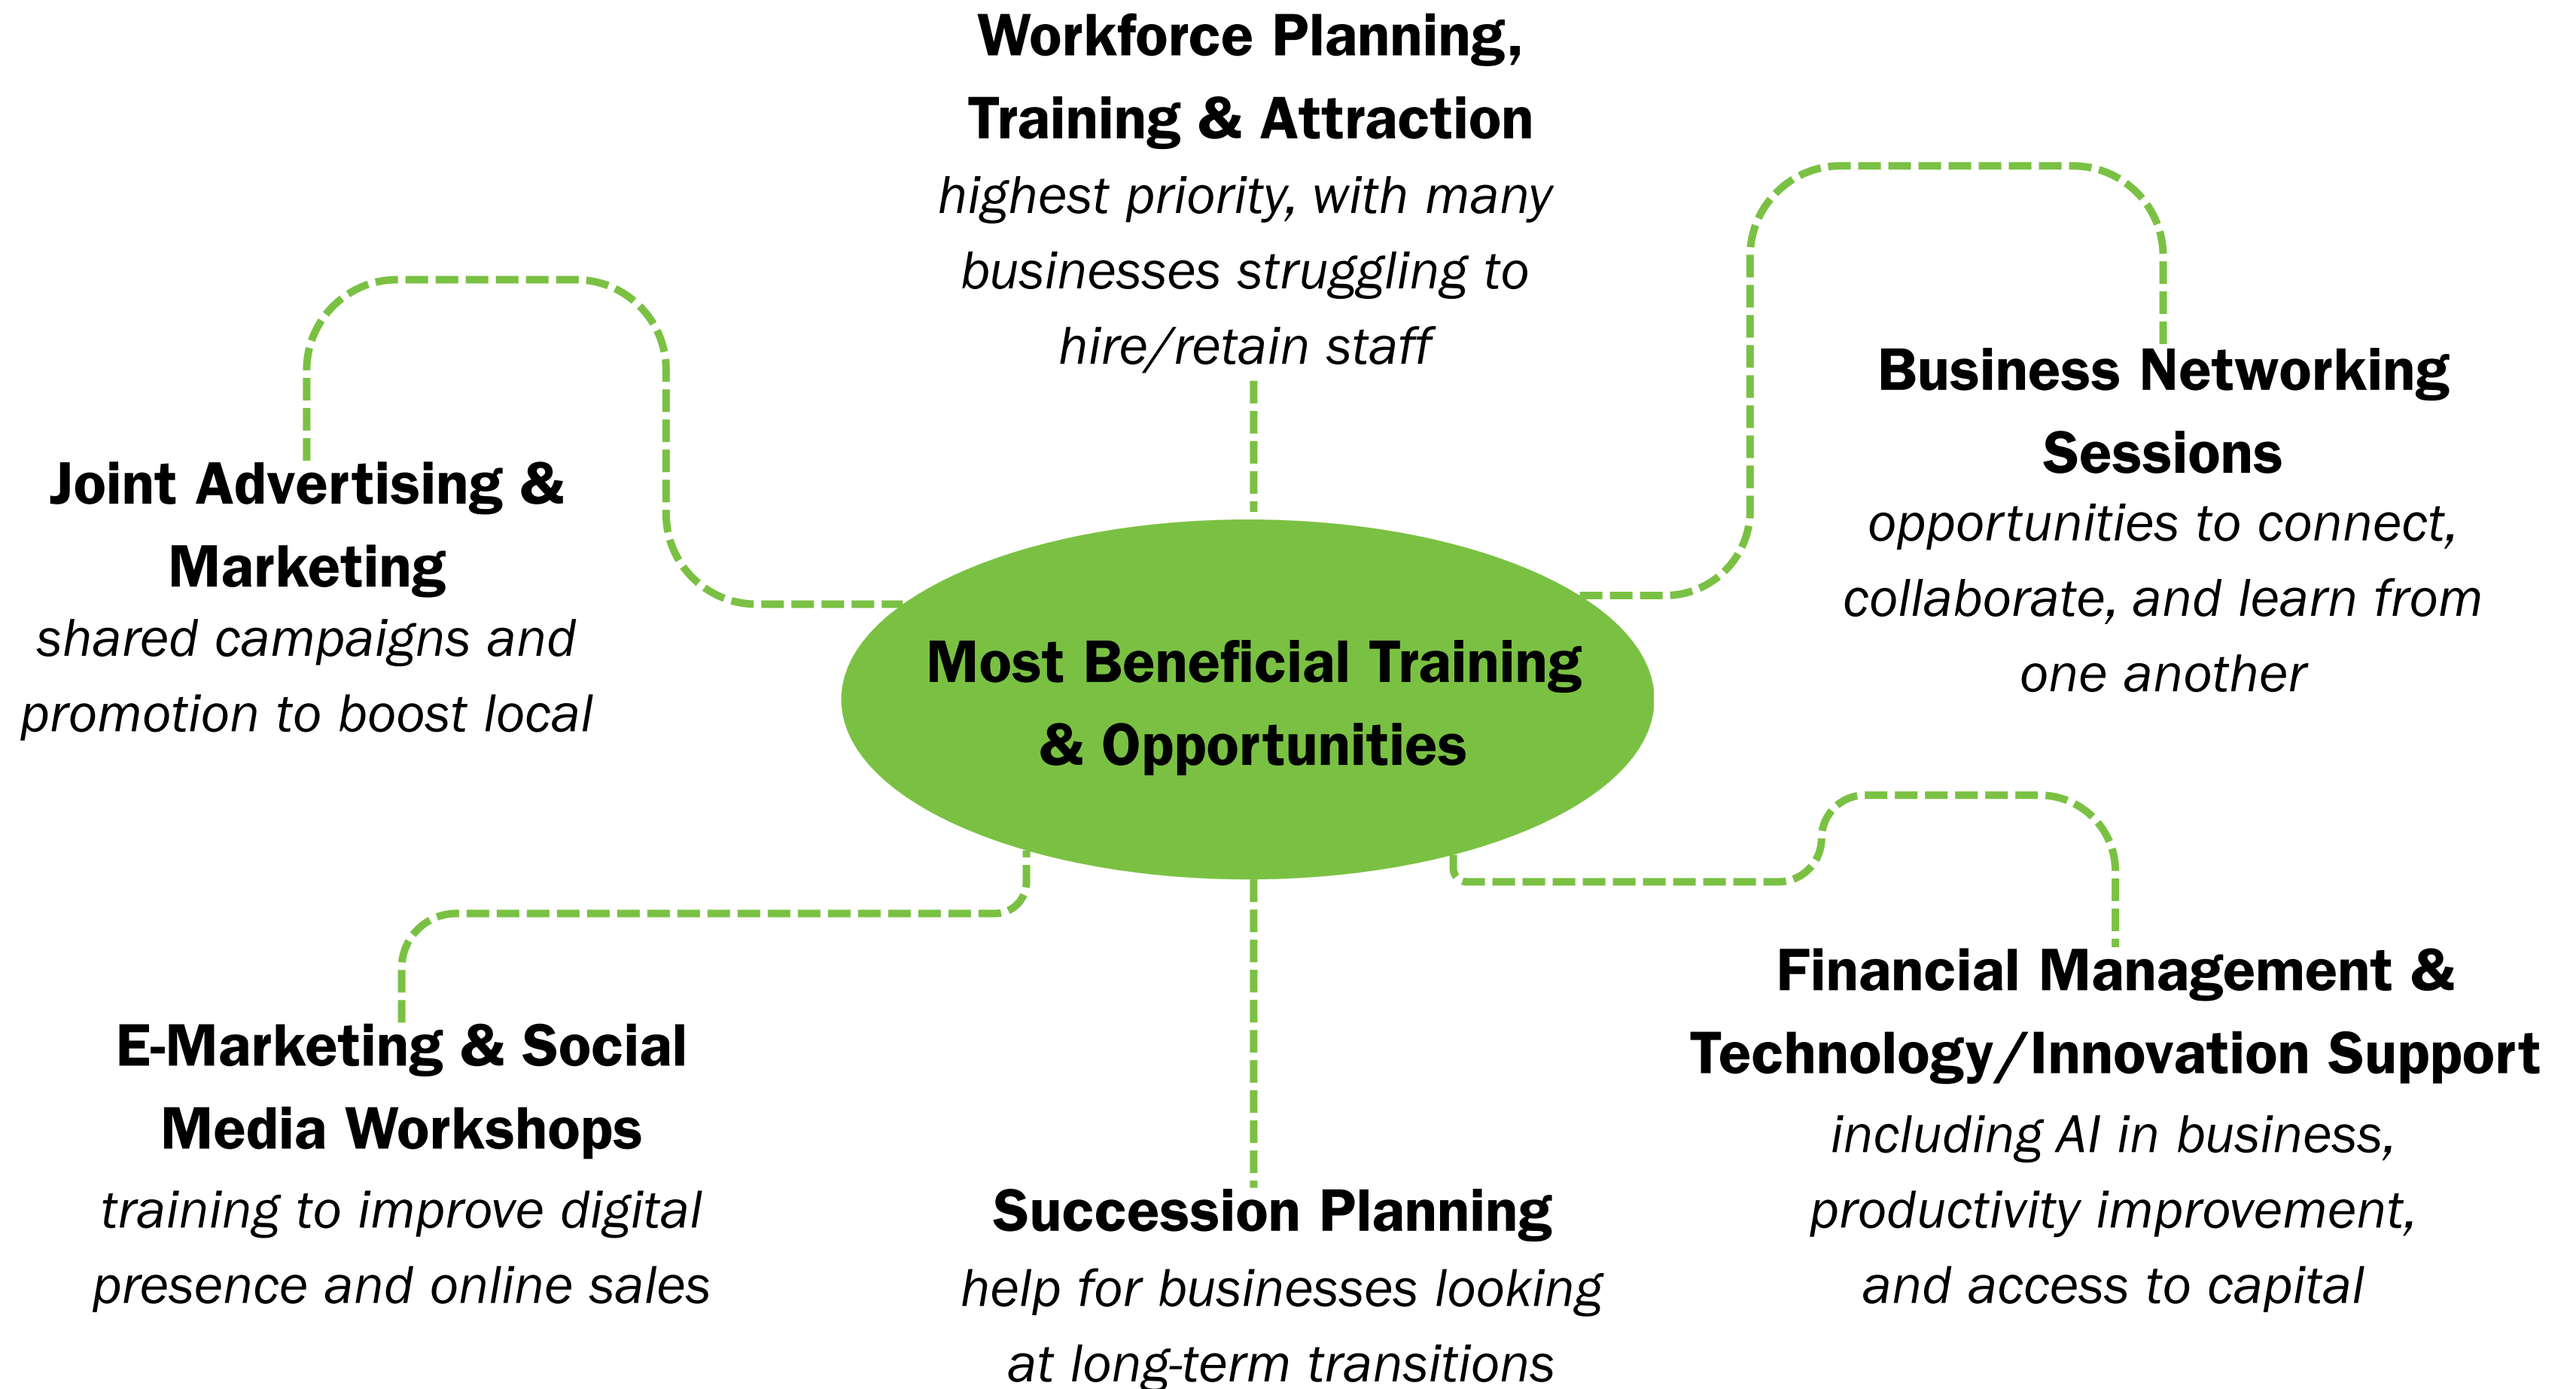 Workforce Planning,
Training & Attraction
highest priority, with many
businesses struggling to
hire/retain staff
Joint Advertising &
Marketing
shared campaigns and
promotion to boost local
Business Networking
Sessions
opportunities to connect,
collaborate, and learn from
one another
Most Beneficial Training
& Opportunities
E-Marketing & Social
Media Workshops
training to improve digital
presence and online sales
Succession Planning
help for businesses looking
at long-term transitions
Financial Management &
Technology/Innovation Support
including AI in business,
productivity improvement,
and access to capital